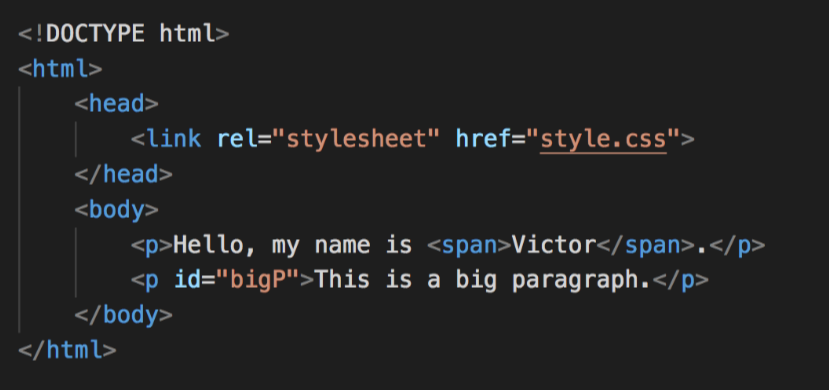 <!DOCTYPE html>
<html>
    <head>
        <link rel="stylesheet" href="style.css">
    </head>
    <body>
        <p>Hello, my name is <span>Victor</span>.</p>
        <p id="bigP">This is a big paragraph.</p>
    </body>
</html>